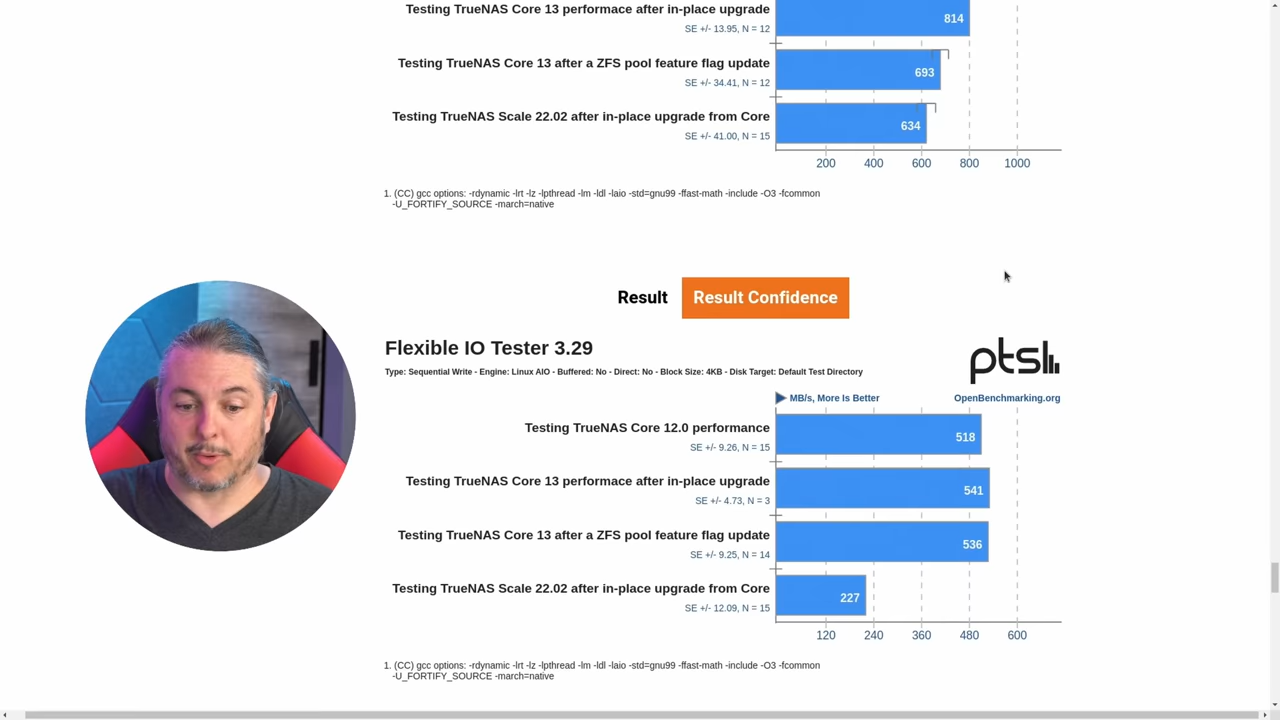 Testing TrueNAS Core 13 performace after in-place upgrade
SE +/- 13.95, N = 12
814
Testing TrueNAS Core 13 after a ZFS pool feature flag update
SE +/- 34.41, N = 12
693
Testing TrueNAS Scale 22.02 after in-place upgrade from Core
SE +/- 41.00, N = 15
634
200 400 600 800 1000
1. (CC) gcc options: -rdynamic -lrt -lz -lpthread -lm -ldl -laio -std=gnu99 -ffast-math -include -O3 -fcommon
-U_FORTIFY_SOURCE -march=native
Result Result Confidence
Flexible IO Tester 3.29
Type: Sequential Write - Engine: Linux AIO - Buffered: No - Direct: No - Block Size: 4KB - Disk Target: Default Test Directory
pts
MB/s, More Is Better
OpenBenchmarking.org
Testing TrueNAS Core 12.0 performance
SE +/- 9.26, N = 15
518
Testing TrueNAS Core 13 performace after in-place upgrade
SE +/- 4.73, N = 3
541
Testing TrueNAS Core 13 after a ZFS pool feature flag update
SE +/- 9.25, N = 14
536
Testing TrueNAS Scale 22.02 after in-place upgrade from Core
SE +/- 12.09, N = 15
227
120 240 360 480 600
1. (CC) gcc options: -rdynamic -lrt -lz -lpthread -lm -ldl -laio -std=gnu99 -ffast-math -include -O3 -fcommon
-U_FORTIFY_SOURCE -march=native